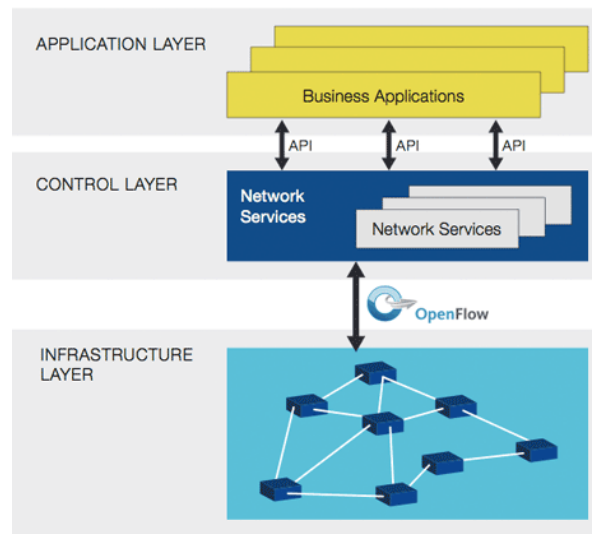 APPLICATION LAYER
Business Applications
API
API
API
CONTROL LAYER
Network
Services
Network Services
OpenFlow
INFRASTRUCTURE
LAYER